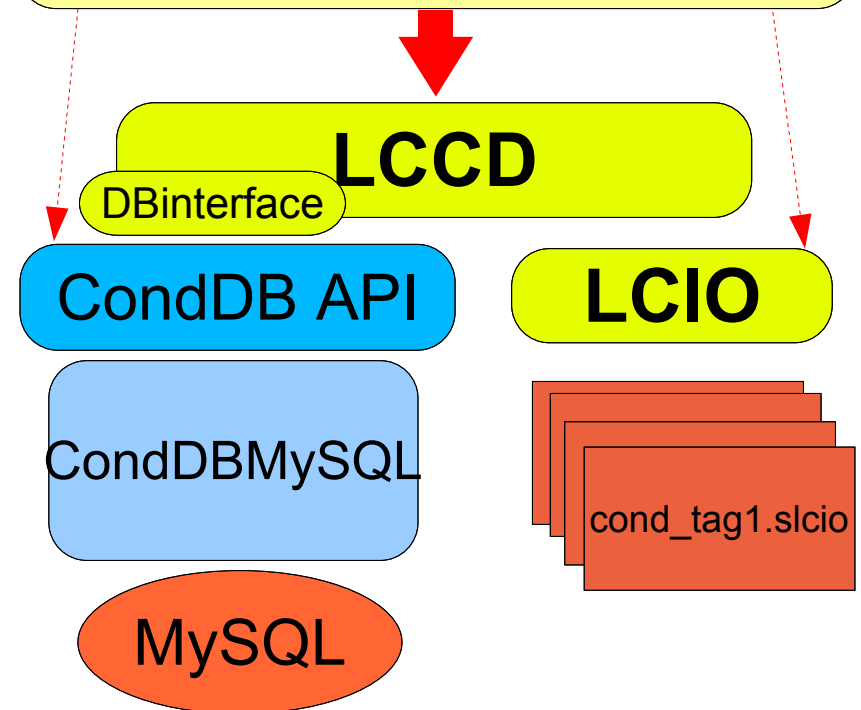 LCCD
DBinterface
CondDB API
LCIO
CondDBMySQL
cond_tag1.slcio
MySQL